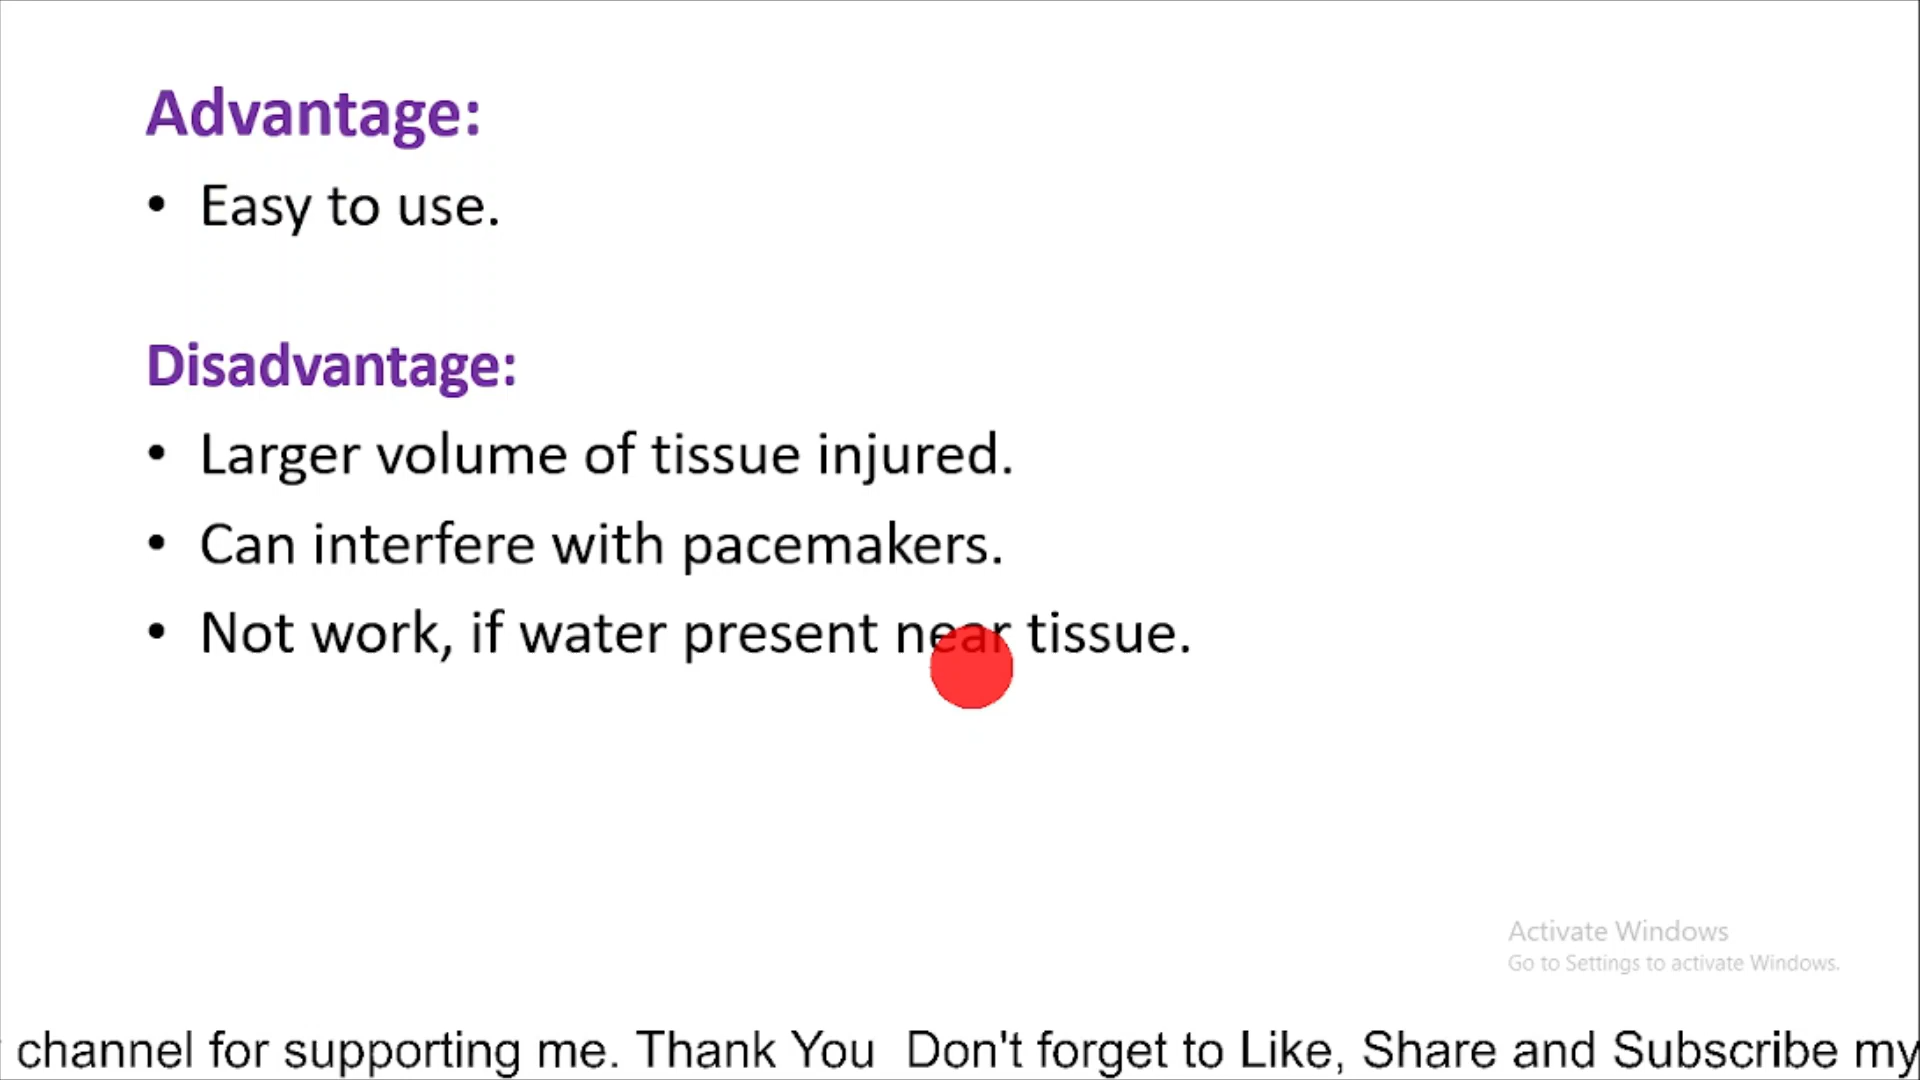 Advantage:
• Easy to use.
Disadvantage:
• Larger volume of tissue injured.
• Can interfere with pacemakers.
• Not work, if water present near tissue.
Activate Windows
Go to Settings to activate Windows.
channel for supporting me. Thank You Don't forget to Like, Share and Subscribe my